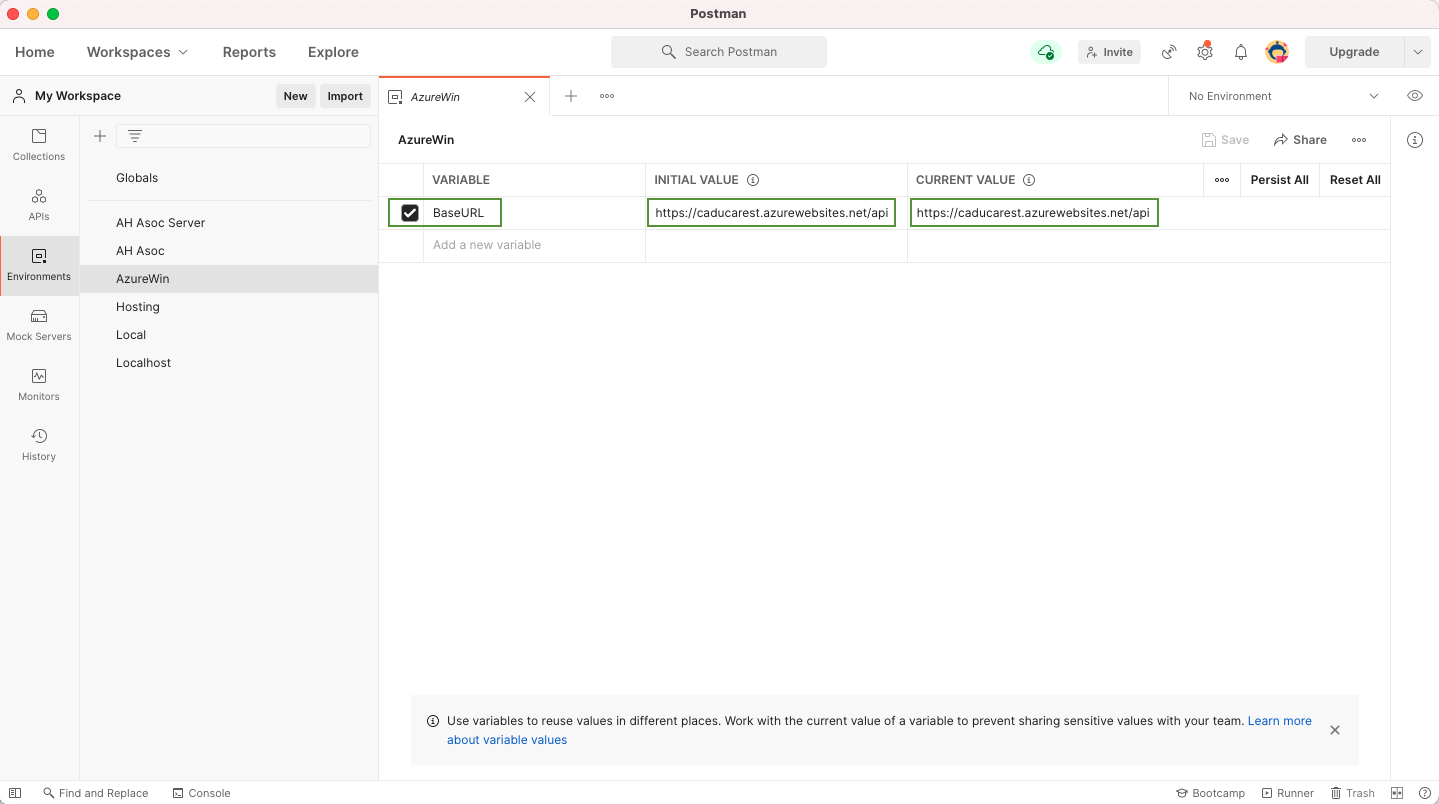 Postman
Home Workspaces Reports Explore Search Postman Invite Upgrade
My Workspace New Import AzureWin No Environment
AzureWin Save Share
Collections
APIs
Environments
Mock Servers
Monitors
History
Globals
AH Asoc Server
AH Asoc
AzureWin
Hosting
Local
Localhost
VARIABLE INITIAL VALUE CURRENT VALUE Persist All Reset All
BaseURL https://caducarest.azurewebsites.net/api https://caducarest.azurewebsites.net/api
Add a new variable
Use variables to reuse values in different places. Work with the current value of a variable to prevent sharing sensitive values with your team. Learn more
about variable values
Find and Replace Console Bootcamp Runner Trash